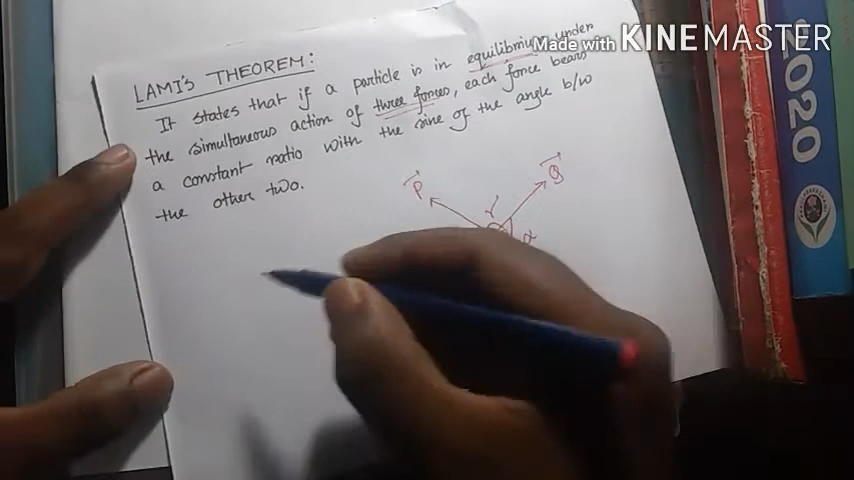 Made with KINEMASTER
LAMI'S THEOREM:
It states that if a particle is in equilibrium under
the simultaneous action of three forces, each force bears
a constant ratio with the sine of the angle b/w
the other two.
P
Q
γ
α
2020